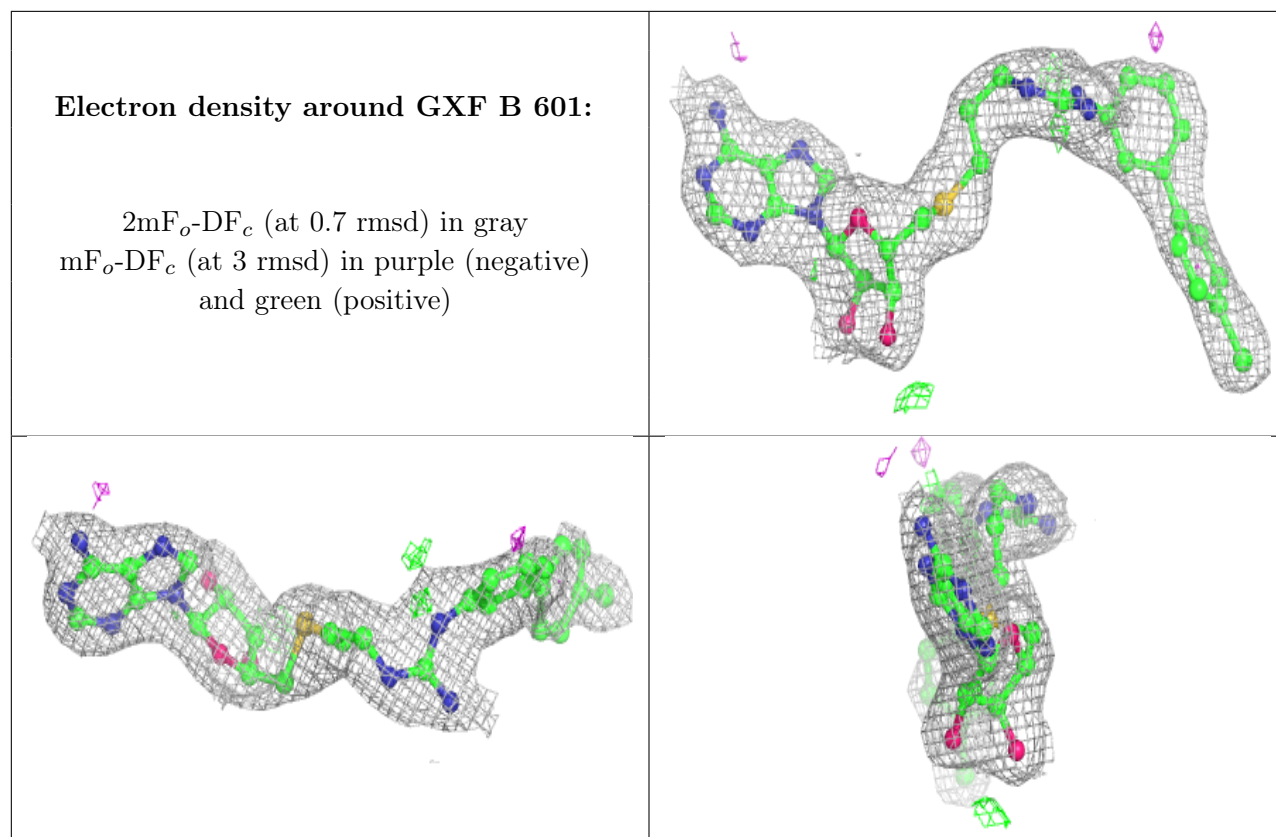 Electron density around GXF B 601:
2mFo-DFc (at 0.7 rmsd) in gray
mFo-DFc (at 3 rmsd) in purple (negative)
and green (positive)